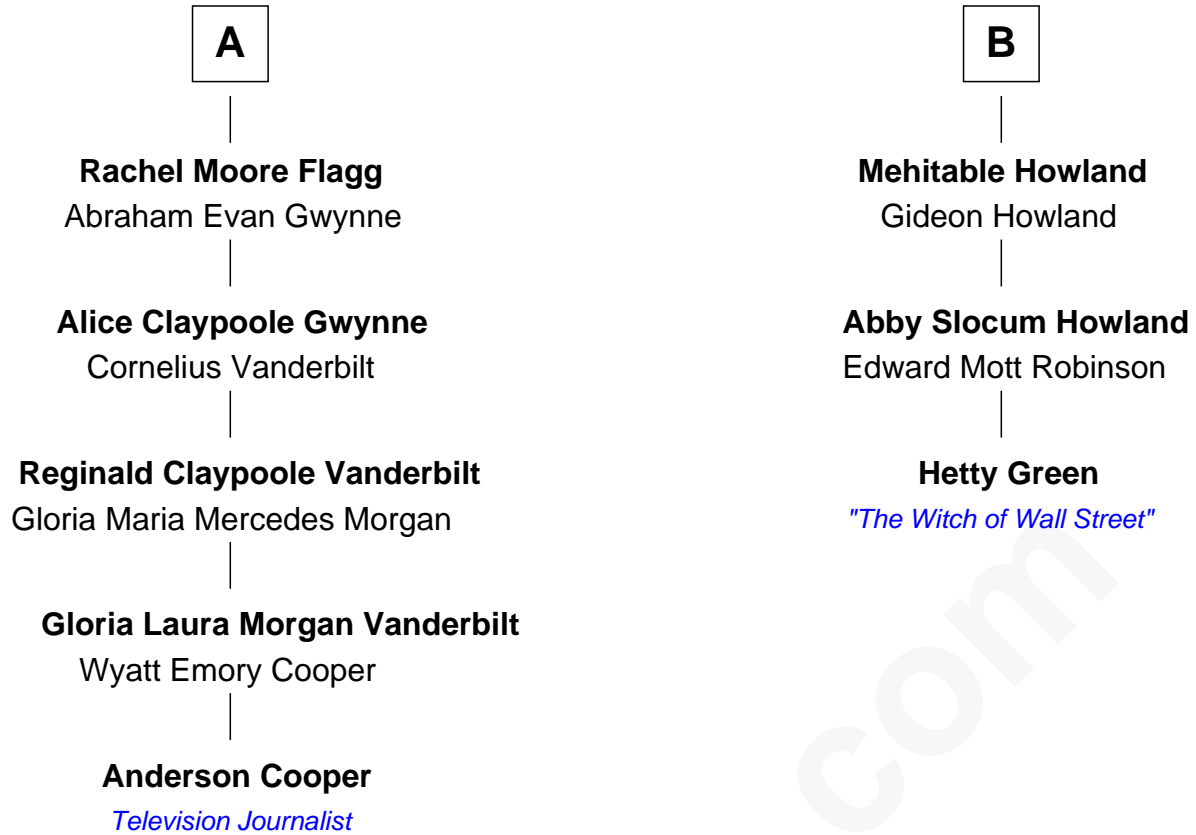 A
Rachel Moore Flagg
Abraham Evan Gwynne
Alice Claypoole Gwynne
Cornelius Vanderbilt
Reginald Claypoole Vanderbilt
Gloria Maria Mercedes Morgan
Gloria Laura Morgan Vanderbilt
Wyatt Emory Cooper
Anderson Cooper
Television Journalist
B
Mehitable Howland
Gideon Howland
Abby Slocum Howland
Edward Mott Robinson
Hetty Green
"The Witch of Wall Street"
com